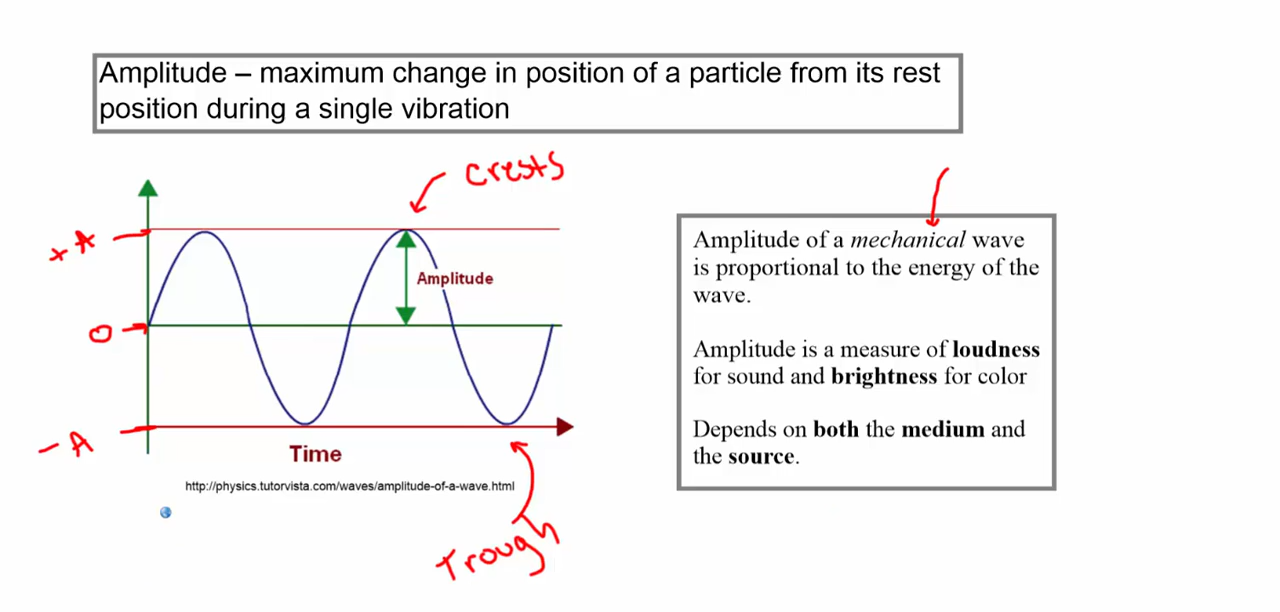 Amplitude – maximum change in position of a particle from its rest
position during a single vibration
Crests
+A
Amplitude
O
-A
Time
http://physics.tutorvista.com/waves/amplitude-of-a-wave.html
Trough
Amplitude of a mechanical wave
is proportional to the energy of the
wave.
Amplitude is a measure of loudness
for sound and brightness for color
Depends on both the medium and
the source.